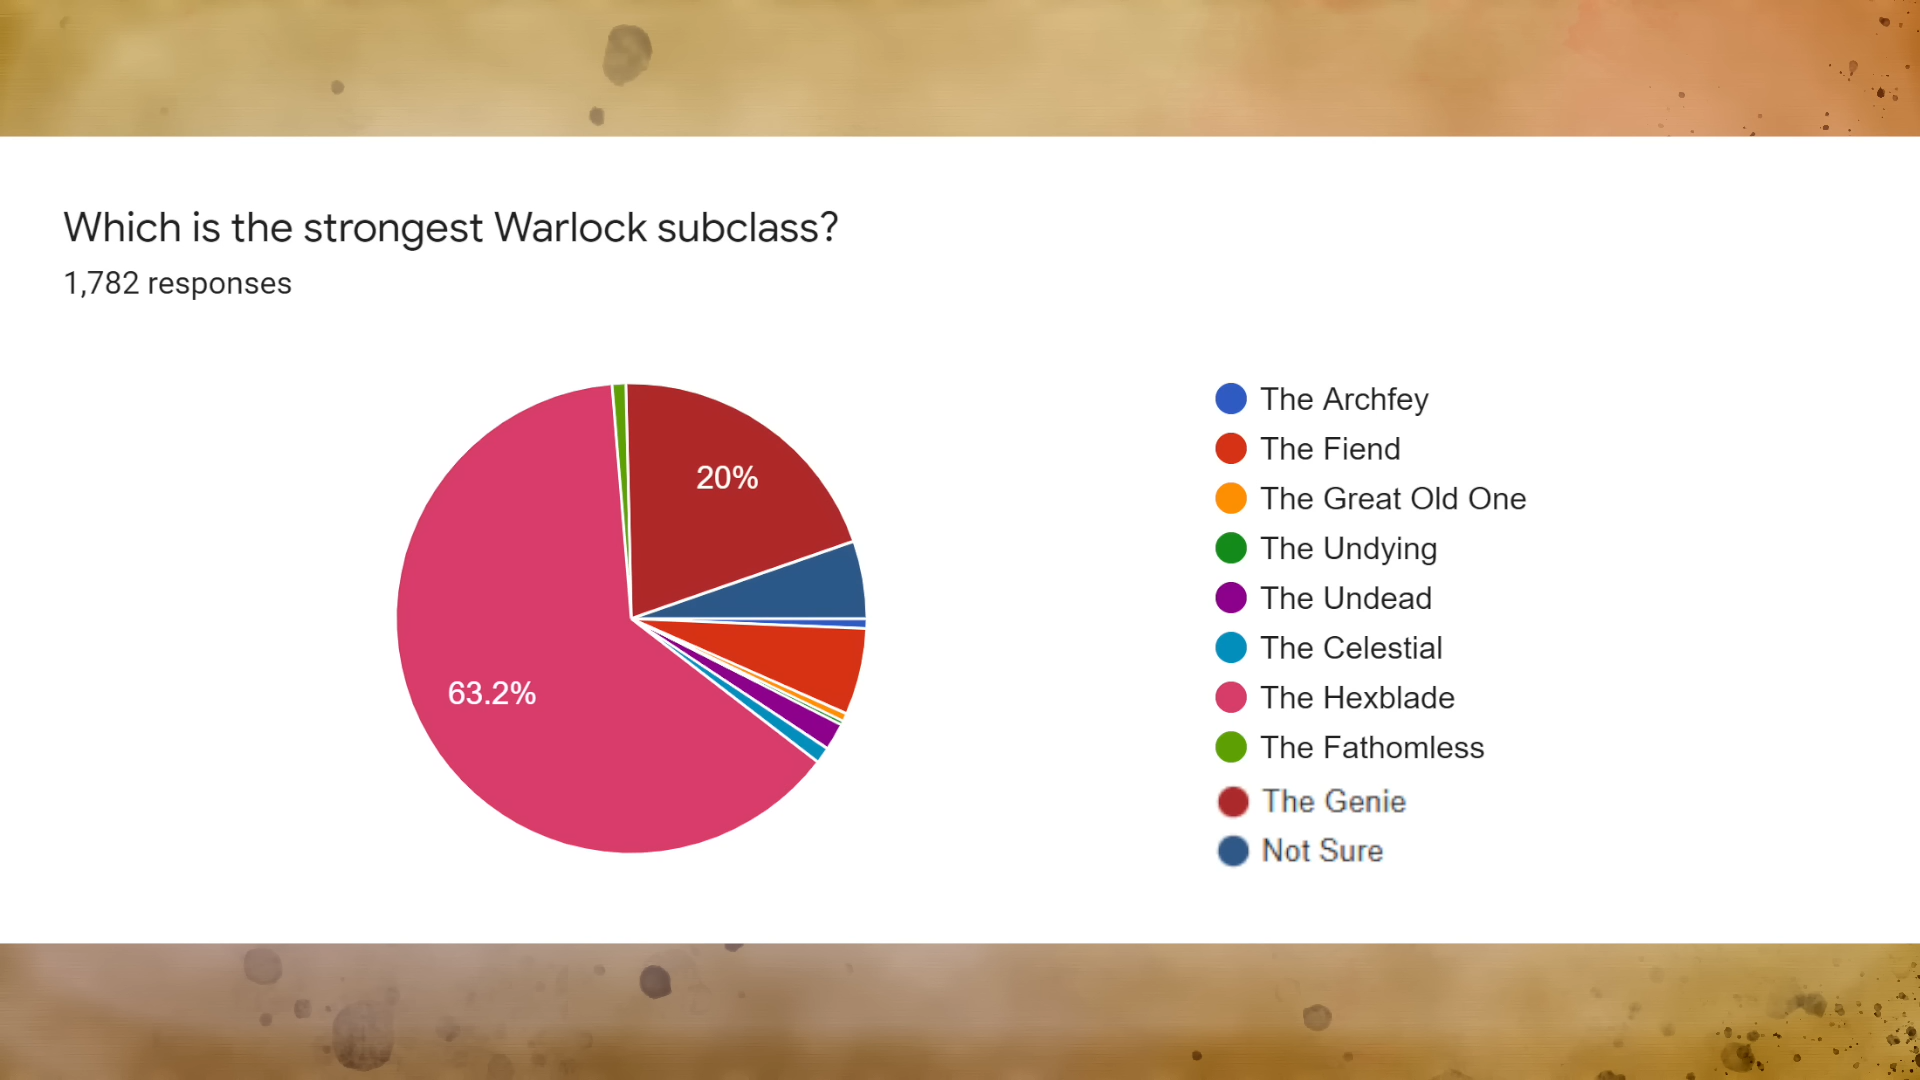 Which is the strongest Warlock subclass?
1,782 responses
20%
63.2%
The Archfey
The Fiend
The Great Old One
The Undying
The Undead
The Celestial
The Hexblade
The Fathomless
The Genie
Not Sure